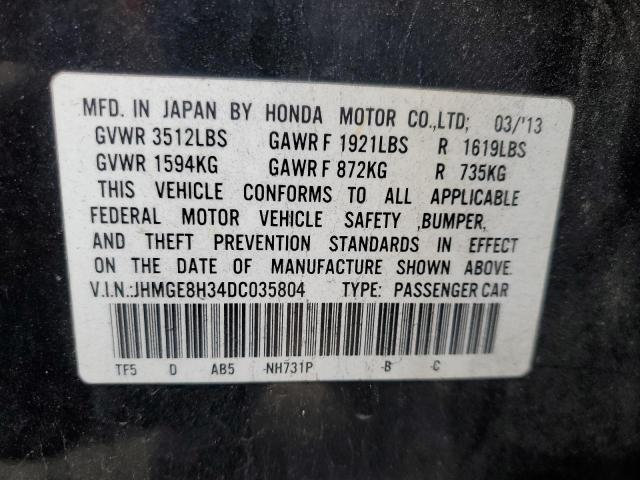 MFD. IN JAPAN BY HONDA MOTOR CO.,LTD; 03/'13
GVWR 3512LBS GAWR F 1921LBS R 1619LBS
GVWR 1594KG GAWR F 872KG R 735KG
THIS VEHICLE CONFORMS TO ALL APPLICABLE
FEDERAL MOTOR VEHICLE SAFETY ,BUMPER,
AND THEFT PREVENTION STANDARDS IN EFFECT
ON THE DATE OF MANUFACTURE SHOWN ABOVE.
V.I.N.:JHMGE8H34DC035804 TYPE: PASSENGER CAR
TF5 D AB5 -NH731P -B -C